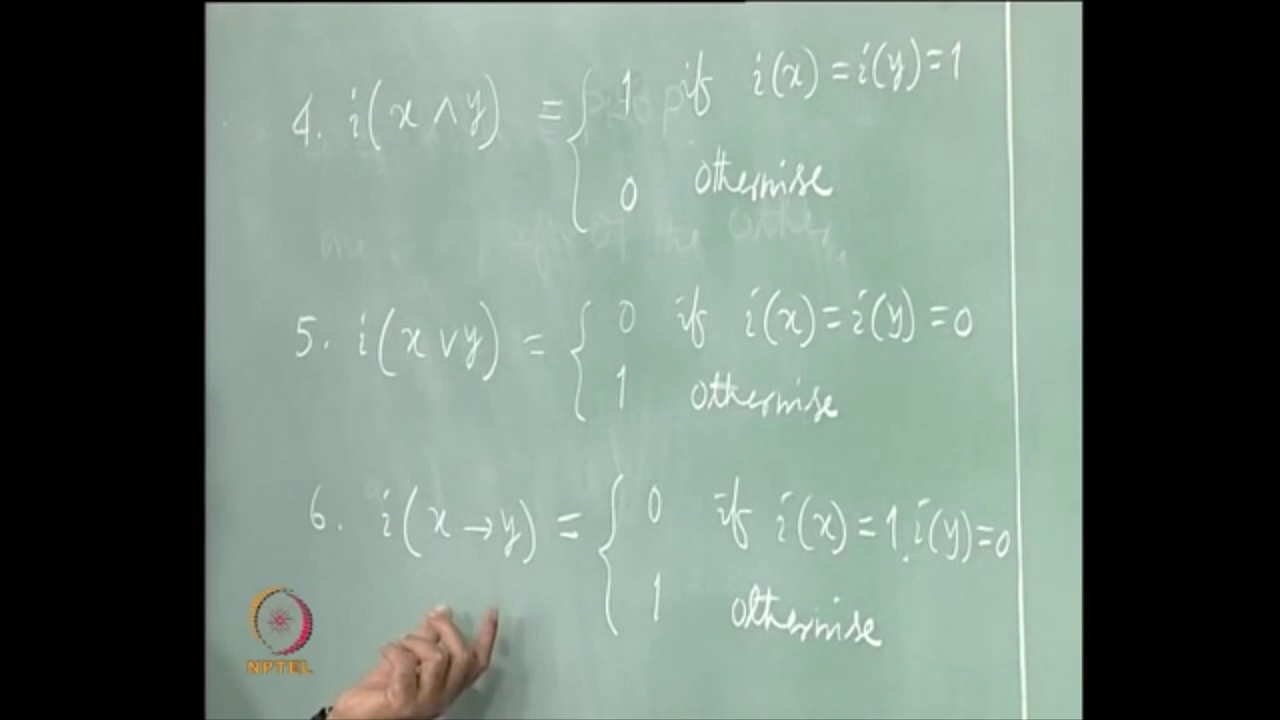 4. i(x ∧ y) = { 1 if i(x) = i(y) = 1
0 otherwise
5. i(x ∨ y) = { 0 if i(x) = i(y) = 0
1 otherwise
6. i(x → y) = { 0 if i(x) = 1, i(y) = 0
1 otherwise
NPTEL